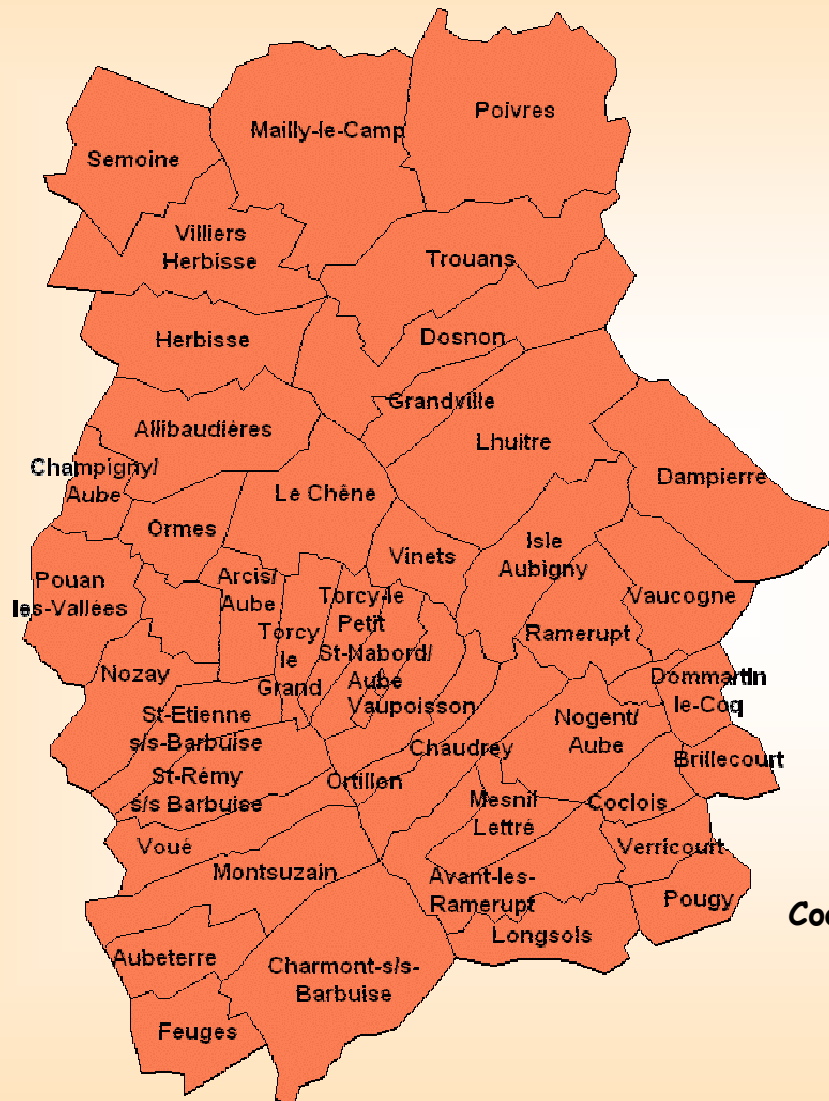 Poivres
Mailly-le-Camp
Semoine
Villiers
Herbisse
Trouans
Dosnon
Herbisse
Grandville
Allibaudières
Lhuitre
Champigny/
Aube
Dampierre
Le Chêne
Ormes
Isle
Aubigny
Vinets
Arcis/
Aube
Pouan
les-Vallées
Torcy-le
Petit
Vaucogne
Torcy
le
Grand
Ramerupt
St-Nabord/
Aube
Nozay
Dommartin
le-Coq
Vaupoisson
St-Etienne
s/s-Barbuise
Nogent/
Aube
Chaudrey
Brillecourt
St-Rémy
s/s Barbuise
Ortillon
Mesnil
Lettré
Coclois
Voué
Verricourt
Montsuzain
Avant-les-
Ramerupt
Pougy
Longsols
Aubeterre
Charmont-s/s-
Barbuise
Feuges